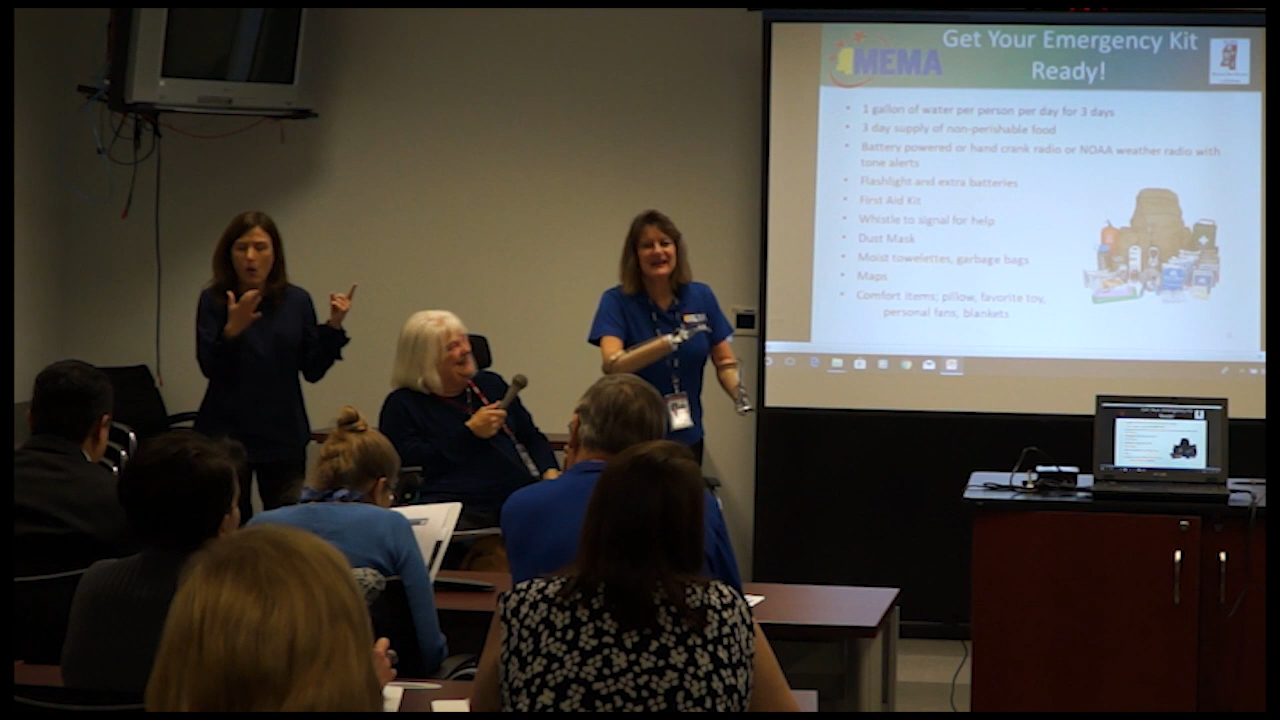 MEMA
Get Your Emergency Kit
Ready!
• 1 gallon of water per person per day for 3 days
• 3 day supply of non-perishable food
• Battery powered or hand crank radio or NOAA weather radio with
tone alerts
• Flashlight and extra batteries
• First Aid Kit
• Whistle to signal for help
• Dust Mask
• Moist towelettes, garbage bags
• Maps
• Comfort items: pillow, favorite toy,
personal fans, blankets